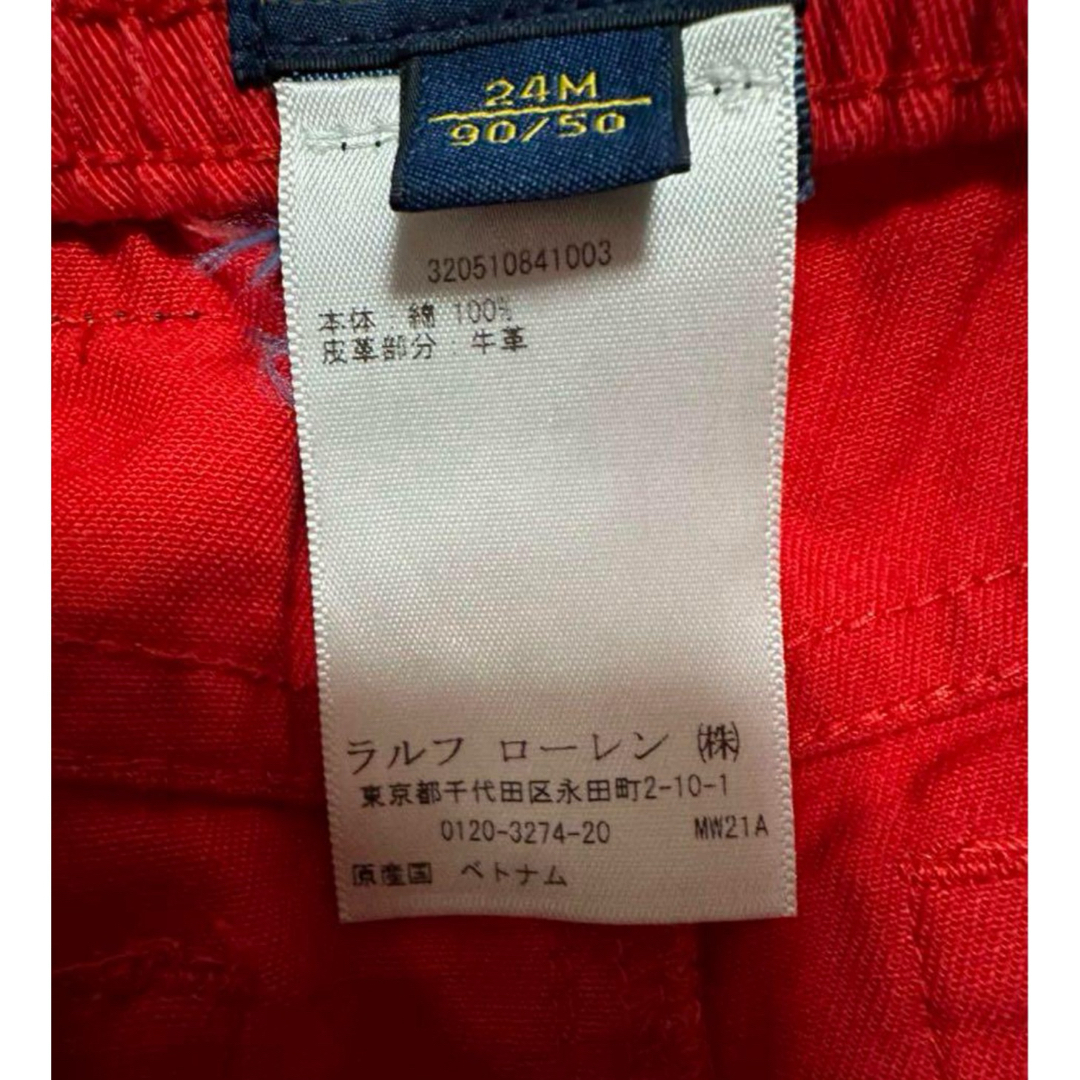 24M
90/50
320510841003
本体：綿 100%
皮革部分：牛革
ラルフ ローレン ㈱
東京都千代田区永田町2-10-1
0120-3274-20 MW21A
原産国 ベトナム